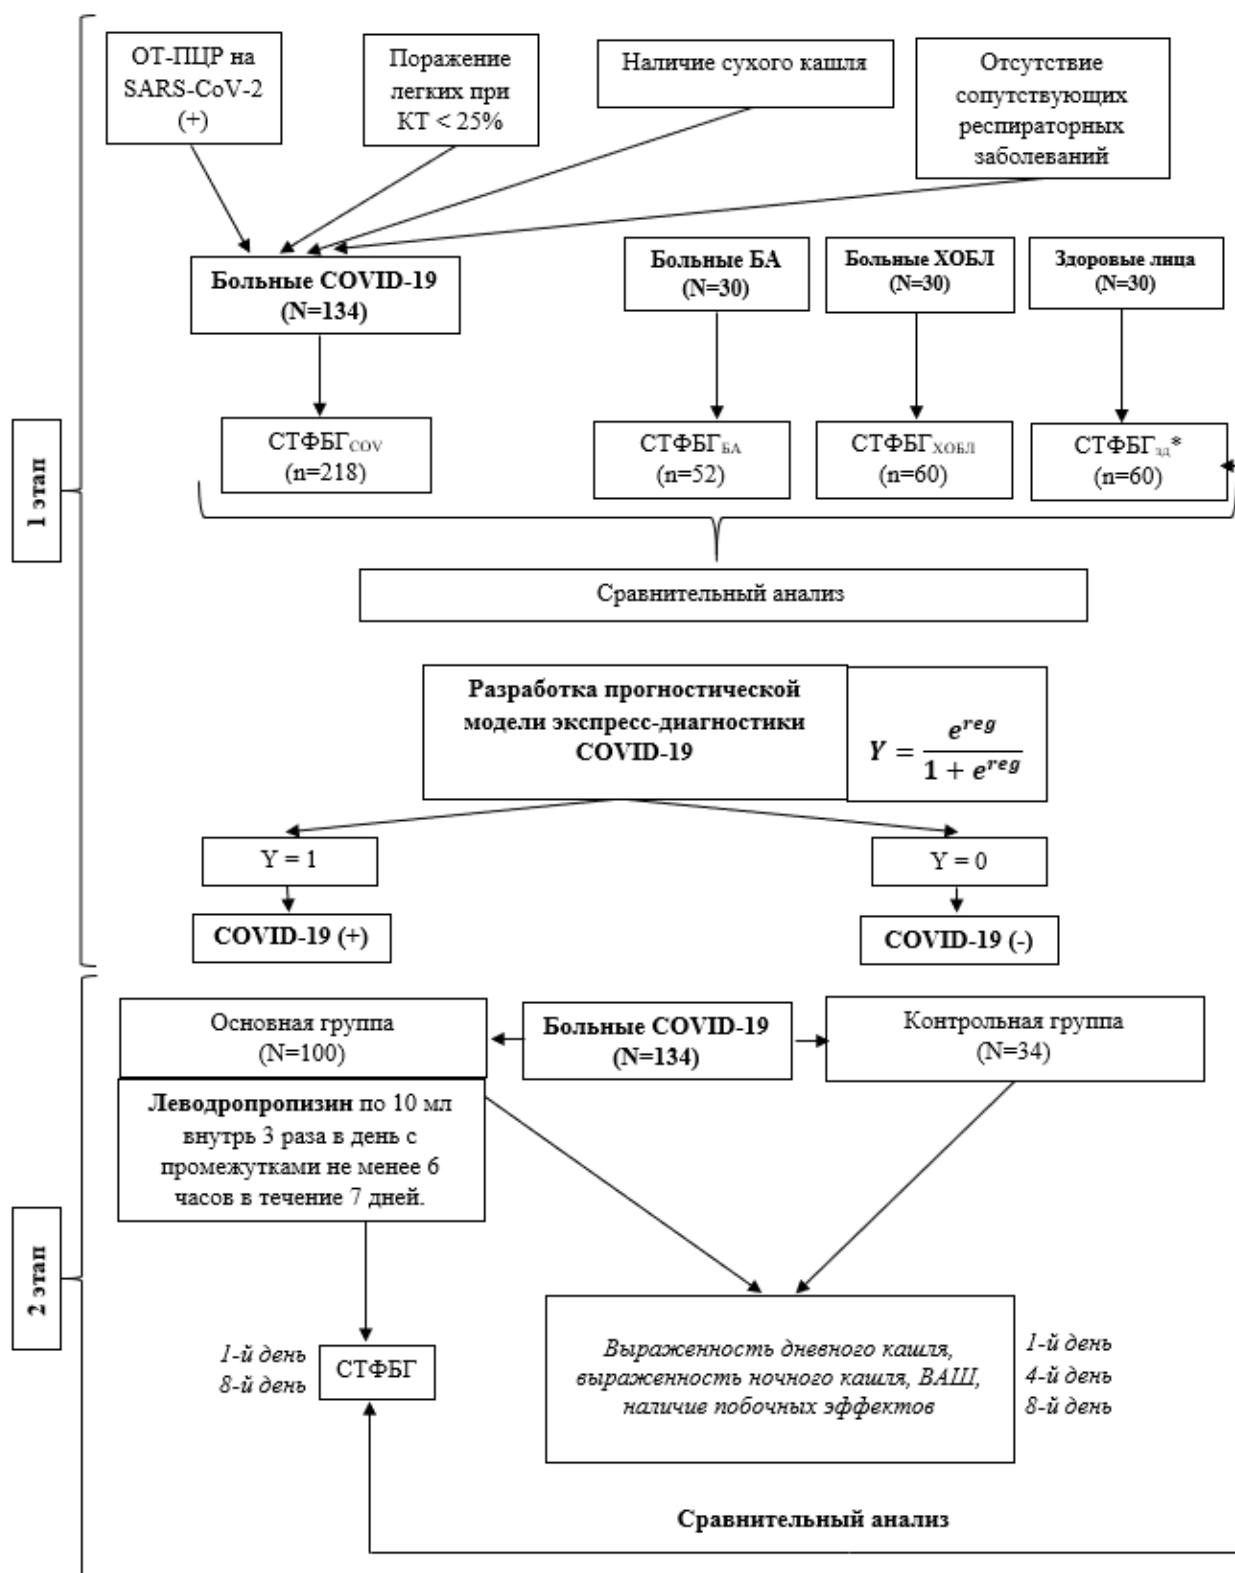 ОТ-ПЦР на
SARS-CoV-2
(+)
Поражение
легких при
КТ < 25%
Наличие сухого кашля
Отсутствие
сопутствующих
респираторных
заболеваний
Больные COVID-19
(N=134)
Больные БА
(N=30)
Больные ХОБЛ
(N=30)
Здоровые лица
(N=30)
1 этап
СТФБГCOV
(n=218)
СТФБГБА
(n=52)
СТФБГХОБЛ
(n=60)
СТФБГзд*
(n=60)
Сравнительный анализ
Разработка прогностической
модели экспресс-диагностики
COVID-19
Y = e^reg / (1 + e^reg)
Y = 1
Y = 0
COVID-19 (+)
COVID-19 (-)
2 этап
Основная группа
(N=100)
Больные COVID-19
(N=134)
Контрольная группа
(N=34)
Леводропропизин по 10 мл
внутрь 3 раза в день с
промежутками не менее 6
часов в течение 7 дней.
1-й день
8-й день
СТФБГ
Выраженность дневного кашля,
выраженность ночного кашля, ВАШ,
наличие побочных эффектов
1-й день
4-й день
8-й день
Сравнительный анализ